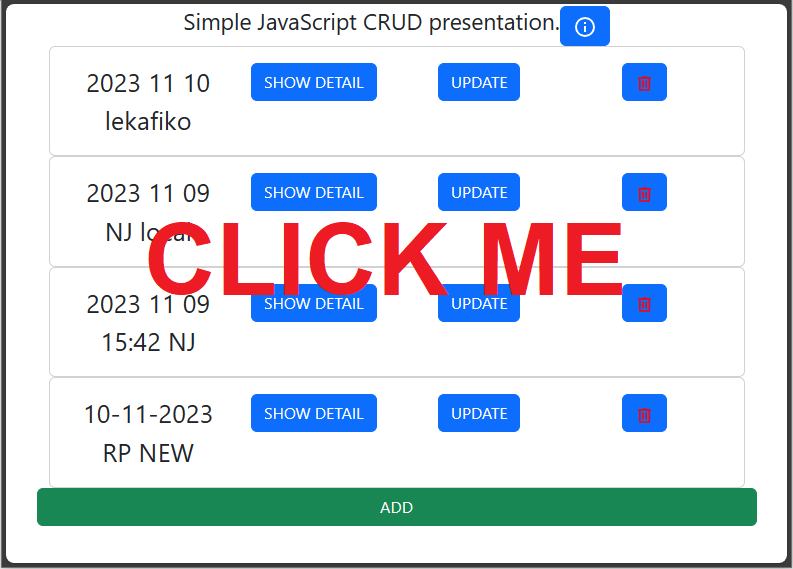 Simple JavaScript CRUD presentation.
2023 11 10 SHOW DETAIL UPDATE
lekafiko
2023 11 09 SHOW DETAIL UPDATE
NJ local
CLICK ME
2023 11 09 SHOW DETAIL UPDATE
15:42 NJ
10-11-2023 SHOW DETAIL UPDATE
RP NEW
ADD